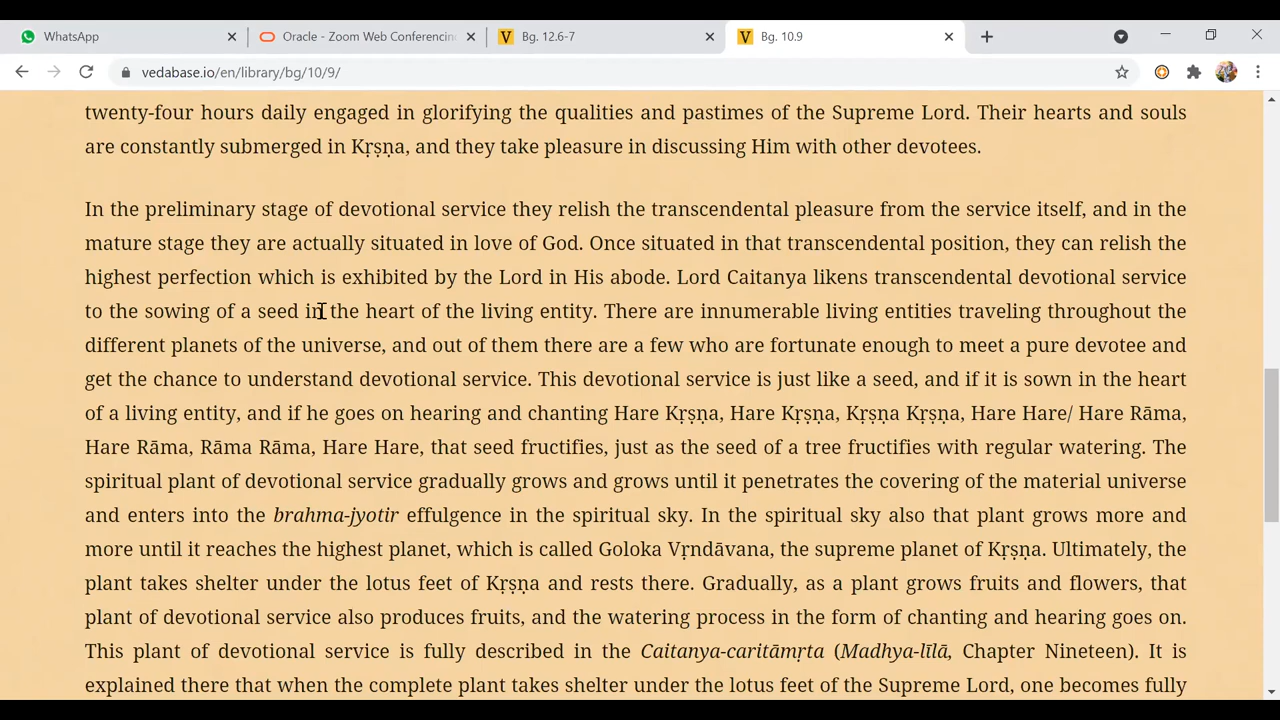 WhatsApp
Oracle - Zoom Web Conferencin
Bg. 12.6-7
Bg. 10.9
vedabase.io/en/library/bg/10/9/
twenty-four hours daily engaged in glorifying the qualities and pastimes of the Supreme Lord. Their hearts and souls
are constantly submerged in Kṛṣṇa, and they take pleasure in discussing Him with other devotees.
In the preliminary stage of devotional service they relish the transcendental pleasure from the service itself, and in the
mature stage they are actually situated in love of God. Once situated in that transcendental position, they can relish the
highest perfection which is exhibited by the Lord in His abode. Lord Caitanya likens transcendental devotional service
to the sowing of a seed in the heart of the living entity. There are innumerable living entities traveling throughout the
different planets of the universe, and out of them there are a few who are fortunate enough to meet a pure devotee and
get the chance to understand devotional service. This devotional service is just like a seed, and if it is sown in the heart
of a living entity, and if he goes on hearing and chanting Hare Kṛṣṇa, Hare Kṛṣṇa, Kṛṣṇa Kṛṣṇa, Hare Hare/ Hare Rāma,
Hare Rāma, Rāma Rāma, Hare Hare, that seed fructifies, just as the seed of a tree fructifies with regular watering. The
spiritual plant of devotional service gradually grows and grows until it penetrates the covering of the material universe
and enters into the brahma-jyotir effulgence in the spiritual sky. In the spiritual sky also that plant grows more and
more until it reaches the highest planet, which is called Goloka Vṛndāvana, the supreme planet of Kṛṣṇa. Ultimately, the
plant takes shelter under the lotus feet of Kṛṣṇa and rests there. Gradually, as a plant grows fruits and flowers, that
plant of devotional service also produces fruits, and the watering process in the form of chanting and hearing goes on.
This plant of devotional service is fully described in the Caitanya-caritāmṛta (Madhya-līlā, Chapter Nineteen). It is
explained there that when the complete plant takes shelter under the lotus feet of the Supreme Lord, one becomes fully